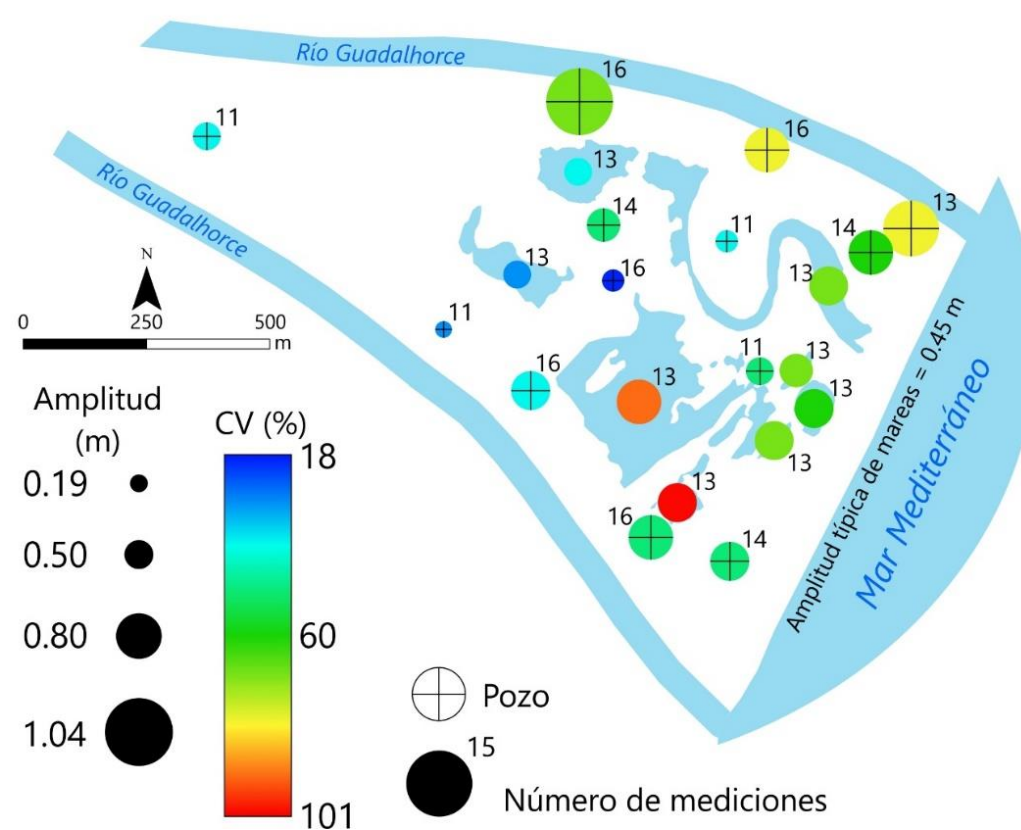 Río Guadalhorce
Río Guadalhorce
16
11
16
13
14
13
11
14
13
13
16
11
16
11
13
13
13
13
13
16
14
N
0 250 500
m
Amplitud
(m)
0.19
0.50
0.80
1.04
CV (%)
18
60
101
Pozo
15
Número de mediciones
Amplitud típica de mareas = 0.45 m
Mar Mediterráneo